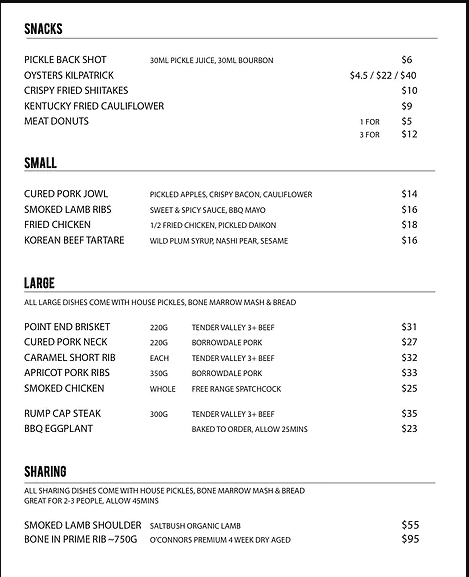 SNACKS
PICKLE BACK SHOT 30ML PICKLE JUICE, 30ML BOURBON $6
OYSTERS KILPATRICK $4.5 / $22 / $40
CRISPY FRIED SHIITAKES $10
KENTUCKY FRIED CAULIFLOWER $9
MEAT DONUTS 1 FOR $5
3 FOR $12
SMALL
CURED PORK JOWL PICKLED APPLES, CRISPY BACON, CAULIFLOWER $14
SMOKED LAMB RIBS SWEET & SPICY SAUCE, BBQ MAYO $16
FRIED CHICKEN 1/2 FRIED CHICKEN, PICKLED DAIKON $18
KOREAN BEEF TARTARE WILD PLUM SYRUP, NASHI PEAR, SESAME $16
LARGE
ALL LARGE DISHES COME WITH HOUSE PICKLES, BONE MARROW MASH & BREAD
POINT END BRISKET 220G TENDER VALLEY 3+ BEEF $31
CURED PORK NECK 220G BORROWDALE PORK $27
CARAMEL SHORT RIB EACH TENDER VALLEY 3+ BEEF $32
APRICOT PORK RIBS 350G BORROWDALE PORK $33
SMOKED CHICKEN WHOLE FREE RANGE SPATCHCOCK $25
RUMP CAP STEAK 300G TENDER VALLEY 3+ BEEF $35
BBQ EGGPLANT BAKED TO ORDER, ALLOW 25MINS $23
SHARING
ALL SHARING DISHES COME WITH HOUSE PICKLES, BONE MARROW MASH & BREAD
GREAT FOR 2-3 PEOPLE, ALLOW 45MINS
SMOKED LAMB SHOULDER SALTBUSH ORGANIC LAMB $55
BONE IN PRIME RIB ~750G O'CONNORS PREMIUM 4 WEEK DRY AGED $95